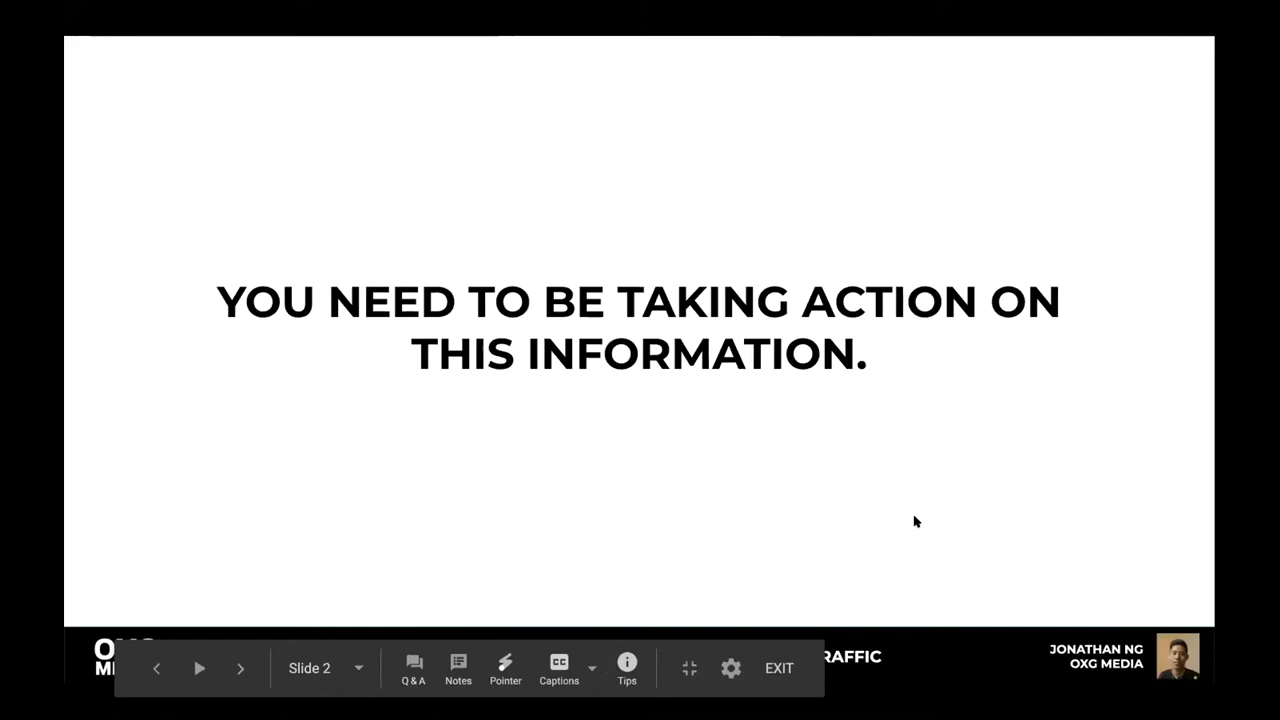 YOU NEED TO BE TAKING ACTION ON
THIS INFORMATION.
RAFFIC
JONATHAN NG
OXG MEDIA
Slide 2
Q & A
Notes
Pointer
CC
Captions
Tips
EXIT